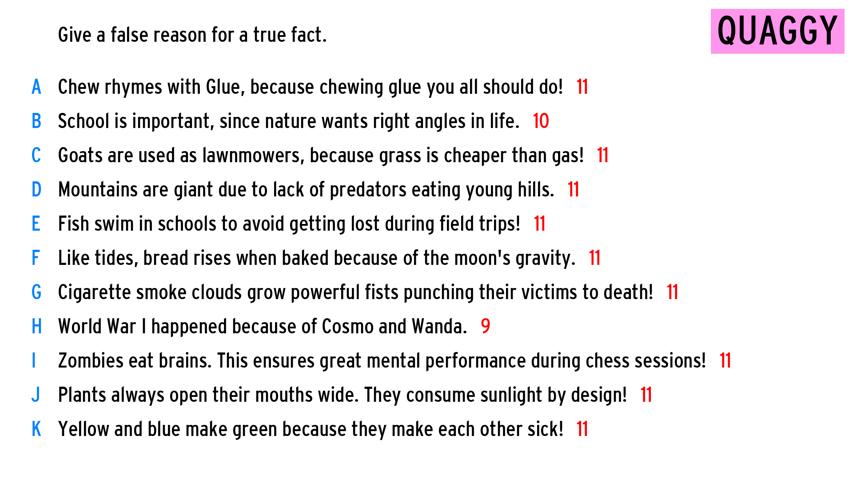 Give a false reason for a true fact.
QUAGGY
A Chew rhymes with Glue, because chewing glue you all should do! 11
B School is important, since nature wants right angles in life. 10
C Goats are used as lawnmowers, because grass is cheaper than gas! 11
D Mountains are giant due to lack of predators eating young hills. 11
E Fish swim in schools to avoid getting lost during field trips! 11
F Like tides, bread rises when baked because of the moon's gravity. 11
G Cigarette smoke clouds grow powerful fists punching their victims to death! 11
H World War I happened because of Cosmo and Wanda. 9
I Zombies eat brains. This ensures great mental performance during chess sessions! 11
J Plants always open their mouths wide. They consume sunlight by design! 11
K Yellow and blue make green because they make each other sick! 11